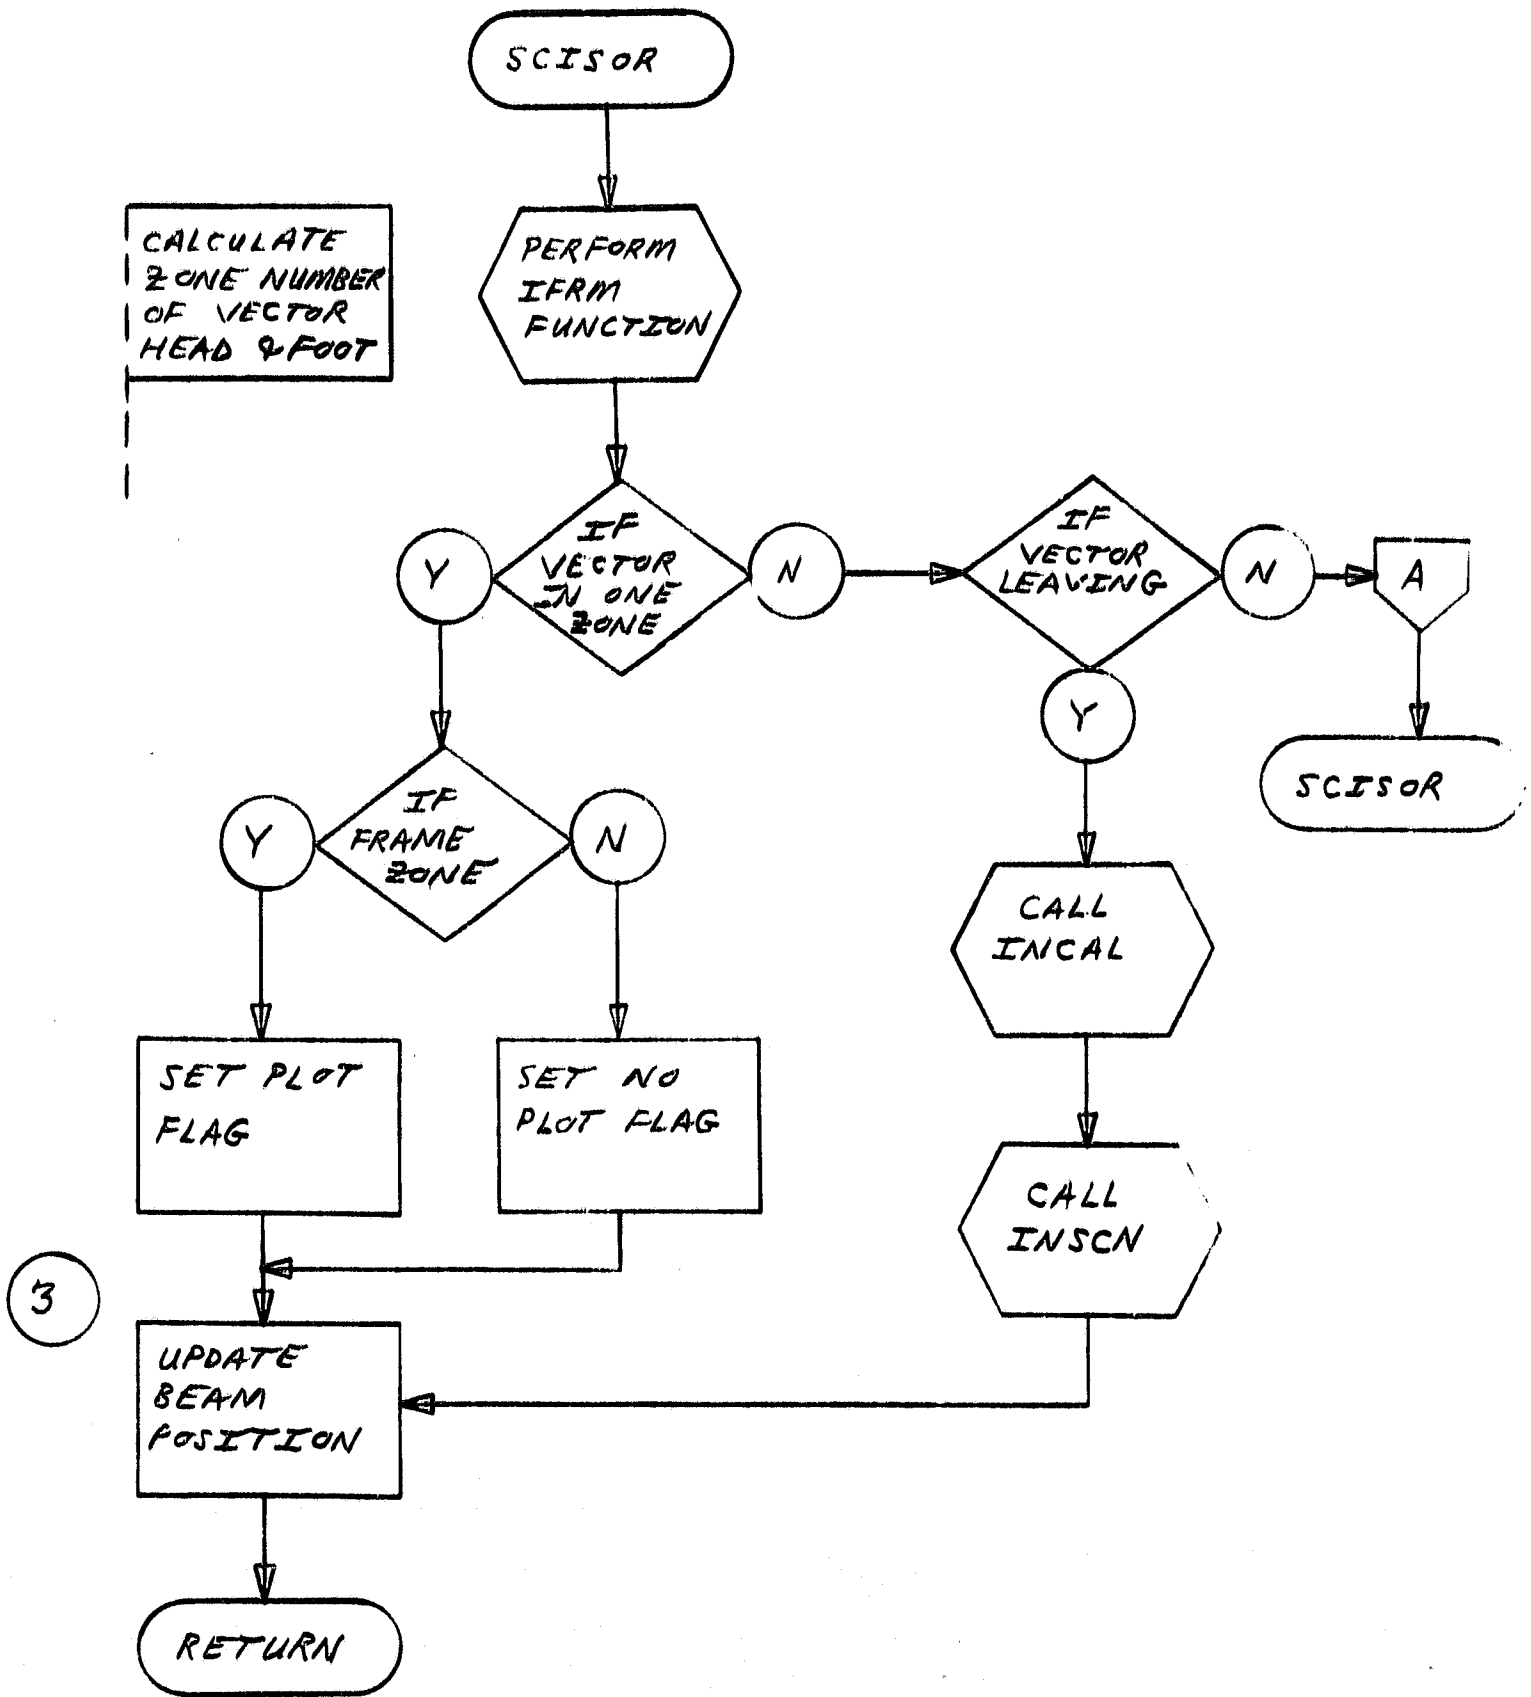 SCISOR
CALCULATE
ZONE NUMBER
OF VECTOR
HEAD & FOOT
PERFORM
IFRM
FUNCTION
Y
IF
VECTOR
IN ONE
ZONE
N
IF
VECTOR
LEAVING
N
A
Y
SCISOR
Y
IF
FRAME
ZONE
N
CALL
INCAL
SET PLOT
FLAG
SET NO
PLOT FLAG
CALL
INSCN
3
UPDATE
BEAM
POSITION
RETURN